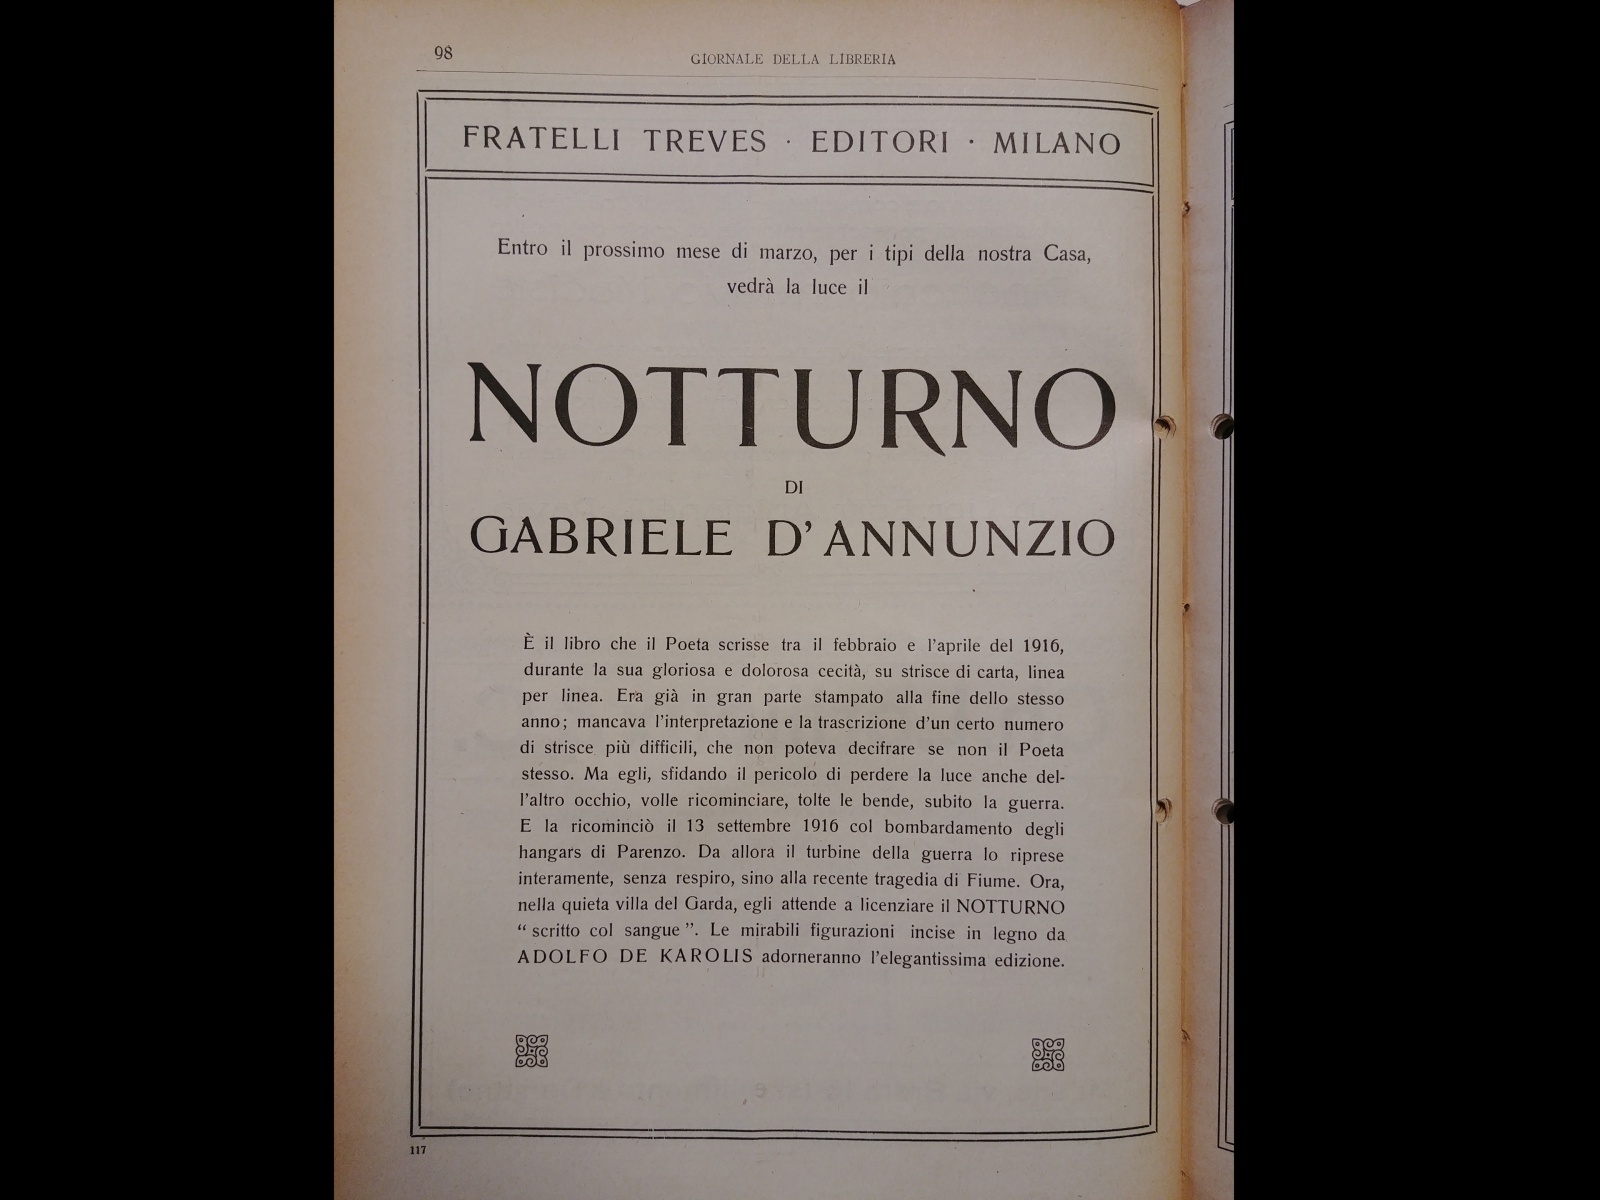 98
GIORNALE DELLA LIBRERIA
FRATELLI TREVES · EDITORI · MILANO
Entro il prossimo mese di marzo, per i tipi della nostra Casa,
vedrà la luce il
NOTTURNO
DI
GABRIELE D'ANNUNZIO
È il libro che il Poeta scrisse tra il febbraio e l'aprile del 1916,
durante la sua gloriosa e dolorosa cecità, su strisce di carta, linea
per linea. Era già in gran parte stampato alla fine dello stesso
anno; mancava l'interpretazione e la trascrizione d'un certo numero
di strisce più difficili, che non poteva decifrare se non il Poeta
stesso. Ma egli, sfidando il pericolo di perdere la luce anche del-
l'altro occhio, volle ricominciare, tolte le bende, subito la guerra.
E la ricominciò il 13 settembre 1916 col bombardamento degli
hangars di Parenzo. Da allora il turbine della guerra lo riprese
interamente, senza respiro, sino alla recente tragedia di Fiume. Ora,
nella quieta villa del Garda, egli attende a licenziare il NOTTURNO
“ scritto col sangue ”. Le mirabili figurazioni incise in legno da
ADOLFO DE KAROLIS adorneranno l'elegantissima edizione.
117